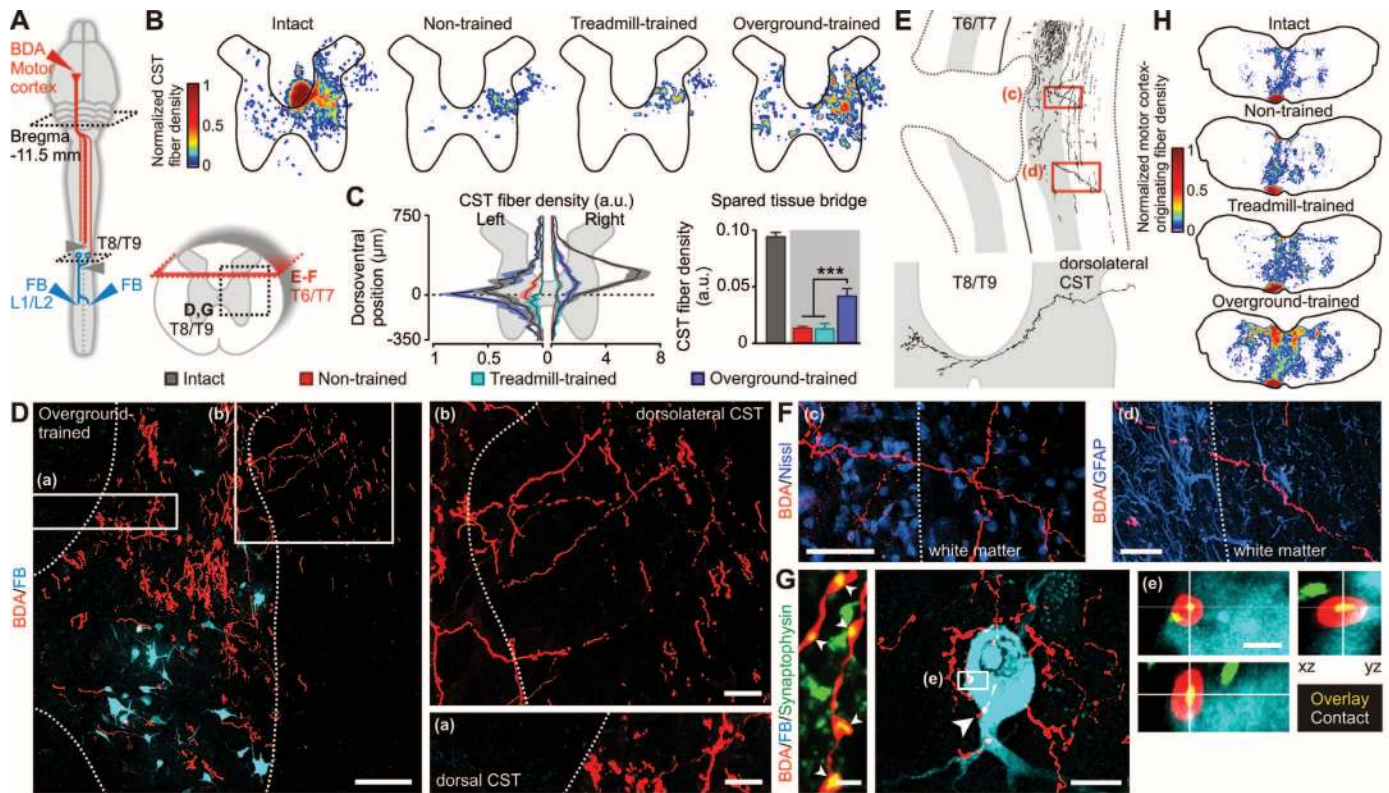 A
BDA
Motor
cortex
Bregma
-11.5 mm
T8/T9
FB
FB
L1/L2
E-F
T6/T7
D,G
T8/T9
B
Intact
Non-trained
Treadmill-trained
Overground-trained
Normalized CST
fiber density
1
0.5
0
C
CST fiber density (a.u.)
Left
Right
Dorsoventral
position (µm)
750
0
-350
1
0.5
0
4
8
Spared tissue bridge
CST fiber density
(a.u.)
0.10
0.05
0
***
Intact
Non-trained
Treadmill-trained
Overground-trained
E
T6/T7
(c)
(d)
T8/T9
dorsolateral
CST
H
Intact
Non-trained
Treadmill-trained
Overground-trained
Normalized motor cortex-
originating fiber density
1
0.5
0
D
Overground-
trained
(b)
(a)
BDA/FB
(b)
dorsolateral CST
(a)
dorsal CST
F
(c)
BDA/Nissl
white matter
(d)
BDA/GFAP
white matter
G
BDA/FB/Synaptophysin
(e)
(e)
xz
yz
Overlay
Contact